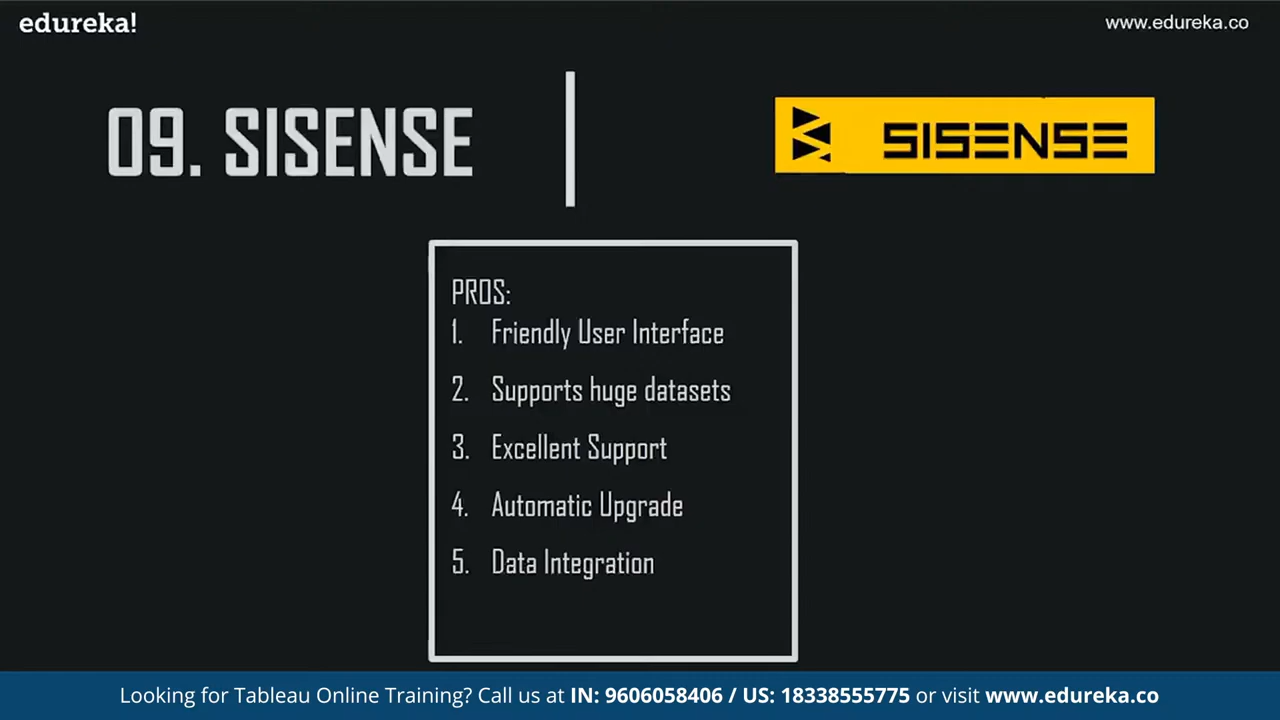 edureka!
www.edureka.co
09. SISENSE
SISENSE
PROS:
1. Friendly User Interface
2. Supports huge datasets
3. Excellent Support
4. Automatic Upgrade
5. Data Integration
Looking for Tableau Online Training? Call us at IN: 9606058406 / US: 18338555775 or visit www.edureka.co